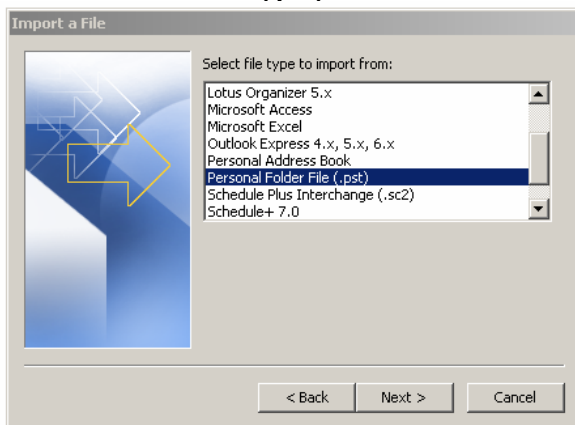 Import a File
Select file type to import from:
Lotus Organizer 5.x
Microsoft Access
Microsoft Excel
Outlook Express 4.x, 5.x, 6.x
Personal Address Book
Personal Folder File (.pst)
Schedule Plus Interchange (.sc2)
Schedule+ 7.0
< Back Next > Cancel